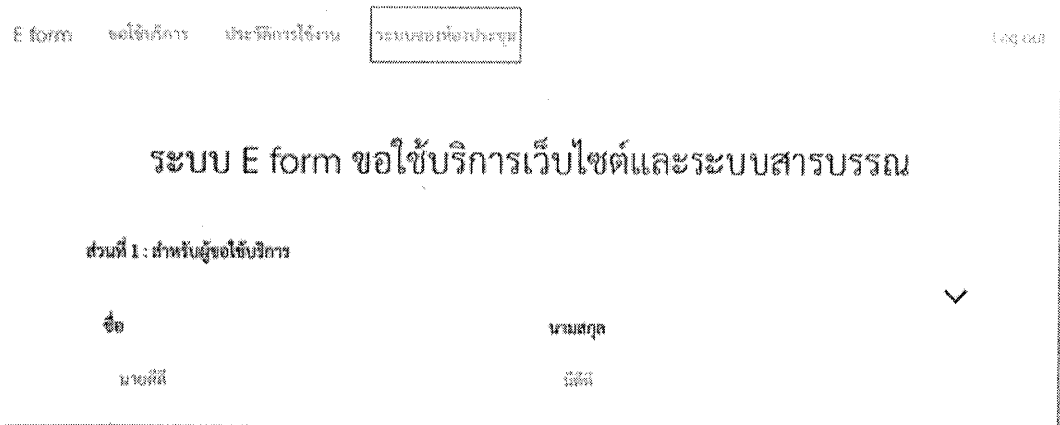 E form ขอใช้บริการ ประวัติการใช้งาน ระบบจองห้องประชุม Log out
ระบบ E form ขอใช้บริการเว็บไซต์และระบบสารบรรณ
ส่วนที่ 1 : สำหรับผู้ขอใช้บริการ
ชื่อ นามสกุล